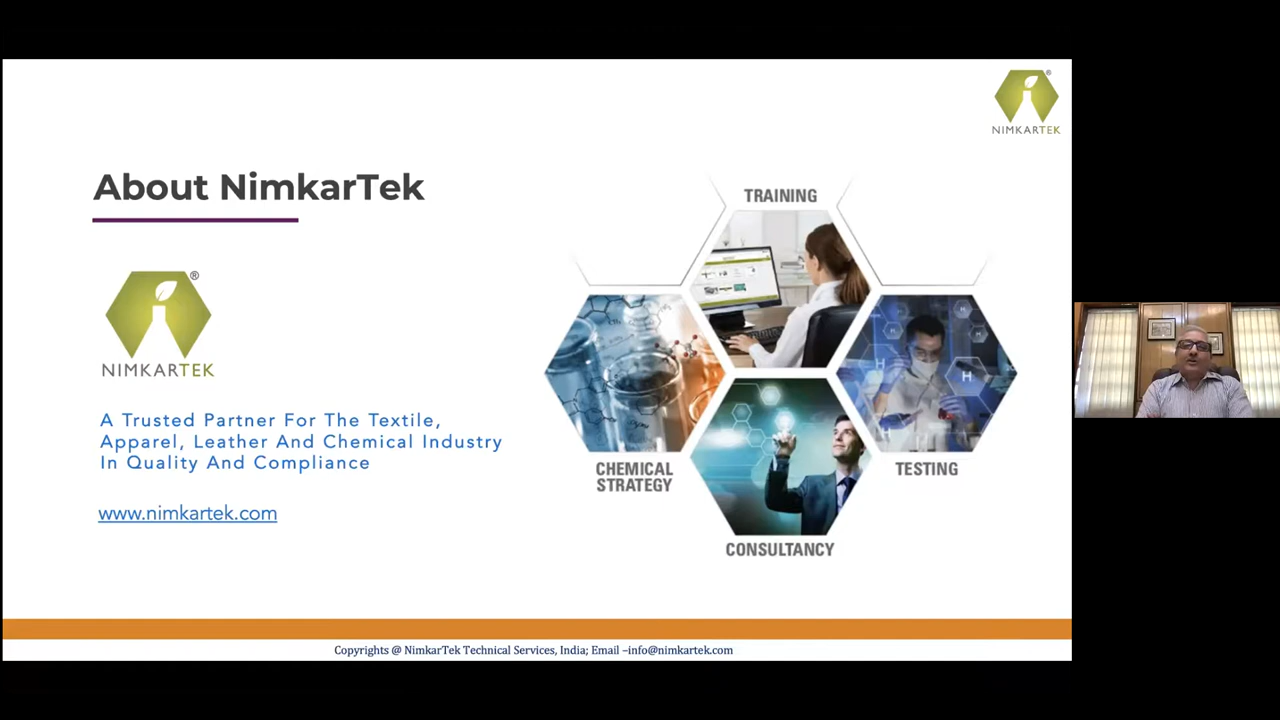 NIMKARTEK
About NimkarTek
NIMKARTEK
A Trusted Partner For The Textile,
Apparel, Leather And Chemical Industry
In Quality And Compliance
www.nimkartek.com
TRAINING
CHEMICAL
STRATEGY
TESTING
CONSULTANCY
Copyrights @ NimkarTek Technical Services, India; Email –info@nimkartek.com